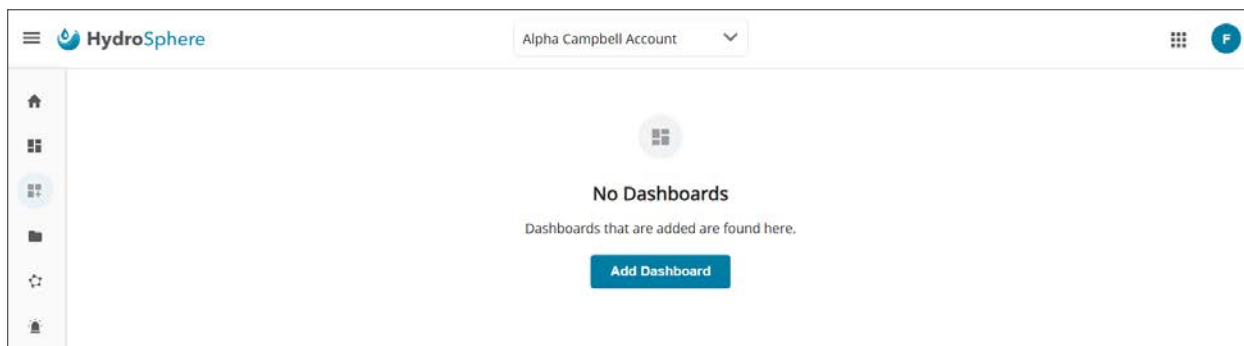 HydroSphere
Alpha Campbell Account
F
No Dashboards
Dashboards that are added are found here.
Add Dashboard